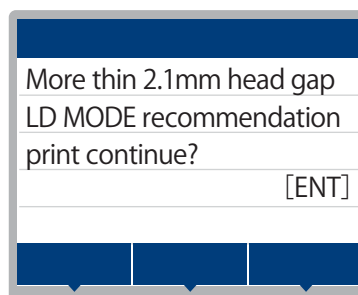 More thin 2.1mm head gap
LD MODE recommendation
print continue?
[ENT]